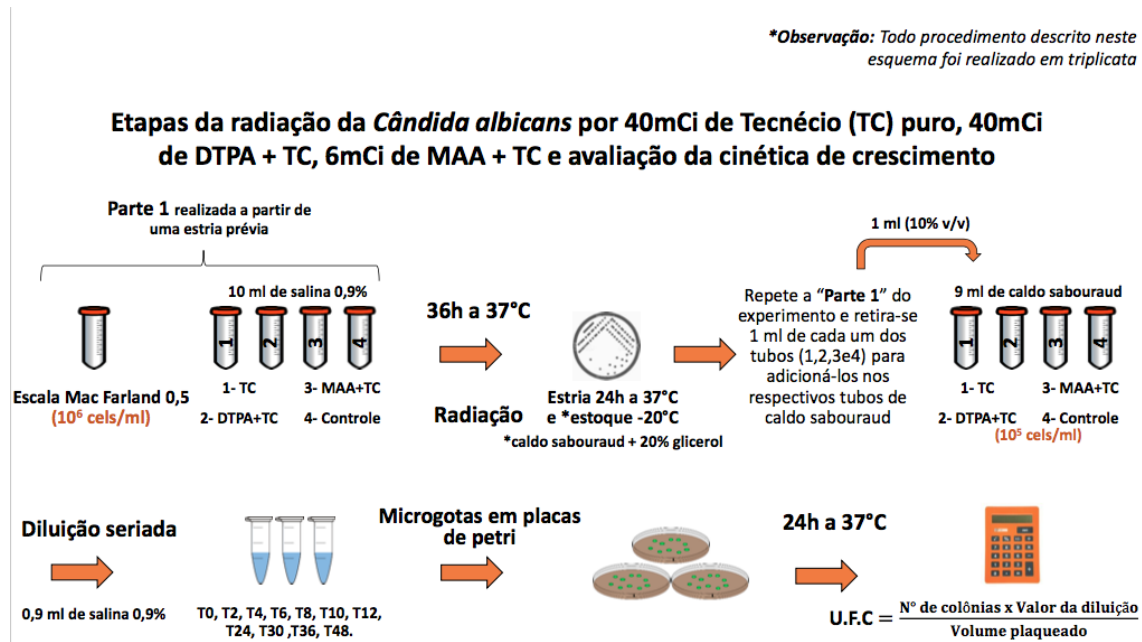 *Observação: Todo procedimento descrito neste
esquema foi realizado em triplicata
Etapas da radiação da Cândida albicans por 40mCi de Tecnécio (TC) puro, 40mCi
de DTPA + TC, 6mCi de MAA + TC e avaliação da cinética de crescimento
Parte 1 realizada a partir de
uma estria prévia
10 ml de salina 0,9%
1 2 3 4
Escala Mac Farland 0,5
(10⁶ cels/ml)
1- TC 3- MAA+TC
2- DTPA+TC 4- Controle
36h a 37°C
Radiação
Estria 24h a 37°C
e *estoque -20°C
*caldo sabouraud + 20% glicerol
Repete a “Parte 1” do
experimento e retira-se
1 ml de cada um dos
tubos (1,2,3e4) para
adicioná-los nos
respectivos tubos de
caldo sabouraud
1 ml (10% v/v)
9 ml de caldo sabouraud
1 2 3 4
1- TC 3- MAA+TC
2- DTPA+TC 4- Controle
(10⁵ cels/ml)
Diluição seriada
0,9 ml de salina 0,9%
T0, T2, T4, T6, T8, T10, T12,
T24, T30 ,T36, T48.
Microgotas em placas
de petri
24h a 37°C
U.F.C = N° de colônias x Valor da diluição
Volume plaqueado